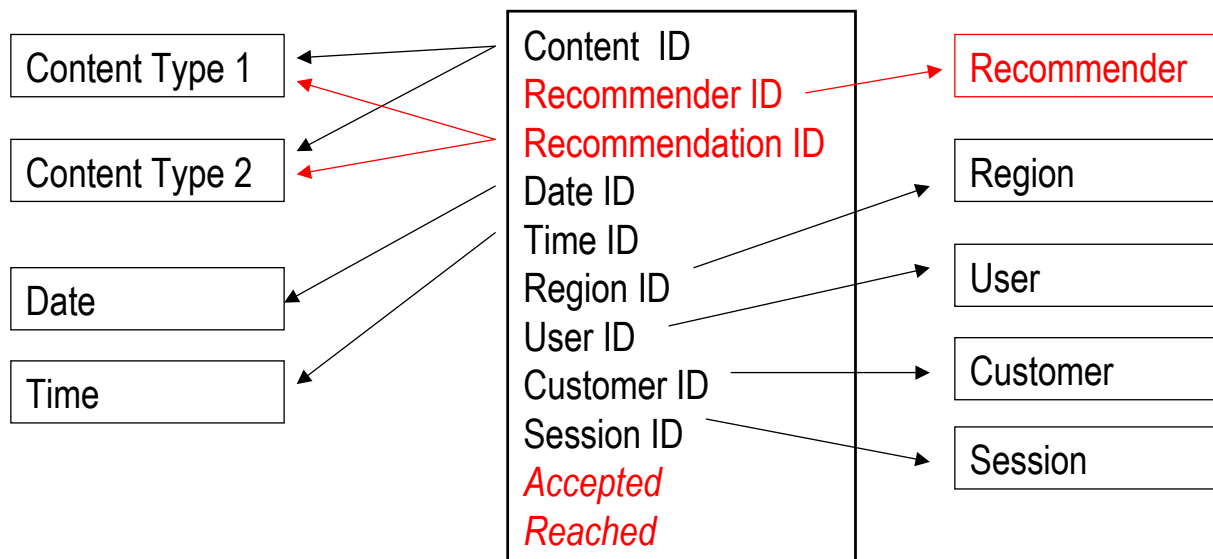 Content Type 1
Content Type 2
Date
Time
Content  ID
Recommender ID
Recommendation ID
Date ID
Time ID
Region ID
User ID
Customer ID
Session ID
Accepted
Reached
Recommender
Region
User
Customer
Session